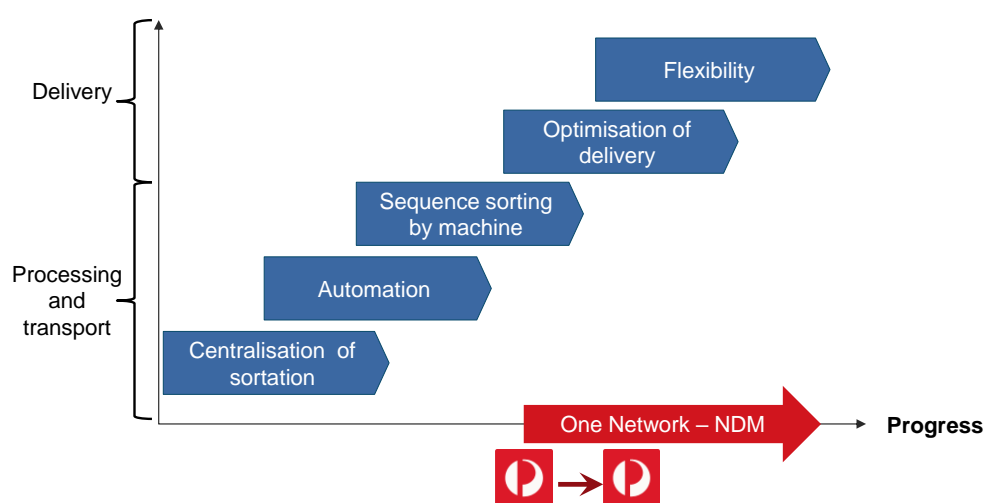 Flexibility
Delivery
Optimisation of
delivery
Sequence sorting
by machine
Processing
and
transport
Automation
Centralisation of
sortation
One Network – NDM
Progress